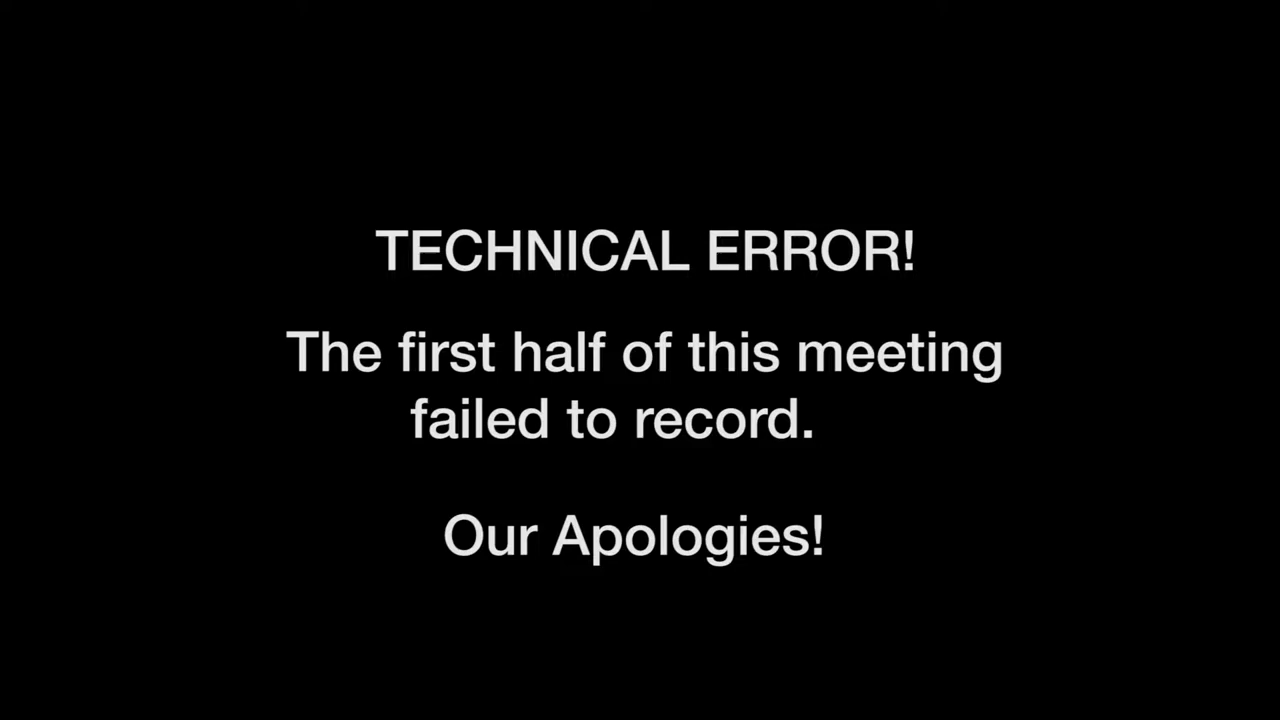 TECHNICAL ERROR!
The first half of this meeting
failed to record.
Our Apologies!